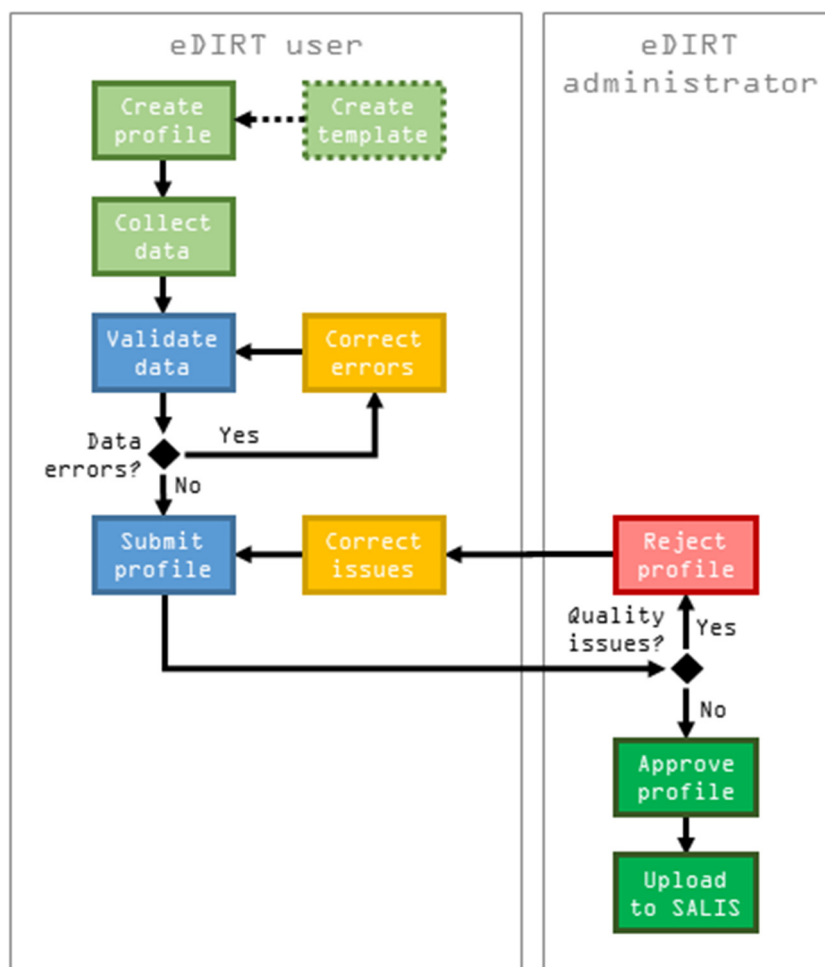 eDIRT user
eDIRT
administrator
Create
profile
Create
template
Collect
data
Validate
data
Correct
errors
Data
errors?
Yes
No
Submit
profile
Correct
issues
Reject
profile
Quality
issues?
Yes
No
Approve
profile
Upload
to SALIS